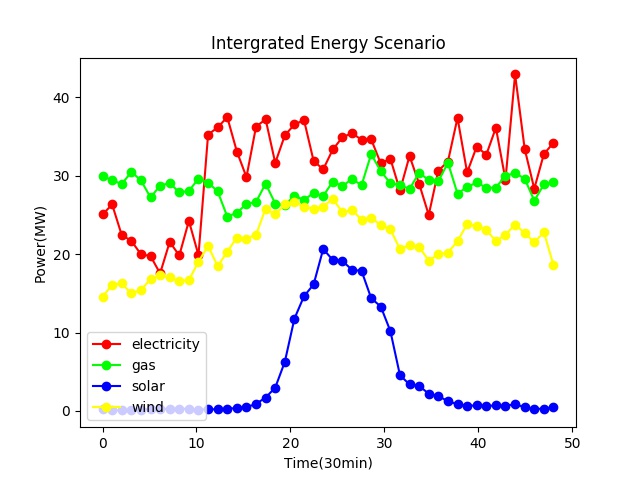 Intergrated Energy Scenario
Power(MW)
40
30
20
10
0
electricity
gas
solar
wind
0 10 20 30 40 50
Time(30min)